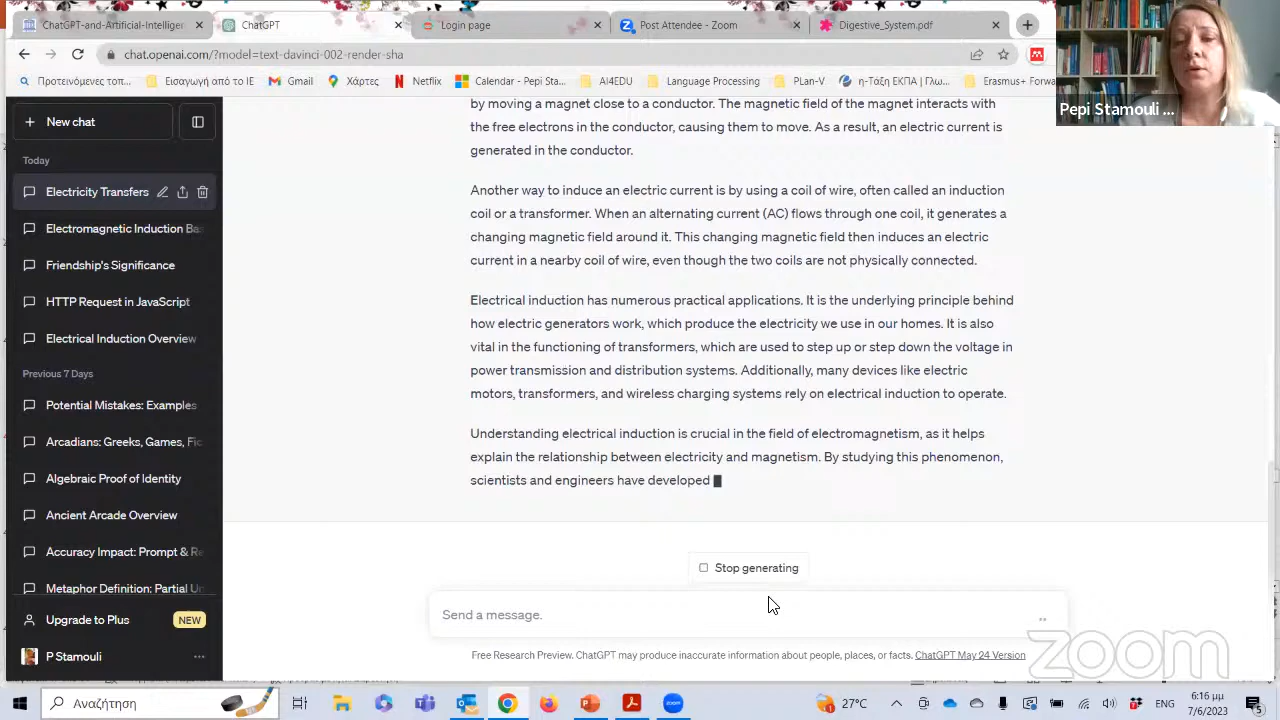 ChatGPT-and-Artificial-Intellige
ChatGPT
Login page
Post Attendee - Zoom
Digestive_System.pdf
chat.openai.com/?model=text-davinci-002-render-sha
Προτεινόμενες τοπ...
Εισαγωγή από το IE
Gmail
Χάρτες
Netflix
Calendar - Pepi Sta...
AI4EDU
Language Processing
PLan-V
η-Τάξη ΕΚΠΑ | Γλω...
Erasmus+ Forwa
Pepi Stamouli ...
New chat
Today
Electricity Transfers
Electromagnetic Induction Bas
Friendship's Significance
HTTP Request in JavaScript
Electrical Induction Overview
Previous 7 Days
Potential Mistakes: Examples
Arcadians: Greeks, Games, Fic
Algebraic Proof of Identity
Ancient Arcade Overview
Accuracy Impact: Prompt & Re
Metaphor Definition: Partial Un
Upgrade to Plus
NEW
P Stamouli
by moving a magnet close to a conductor. The magnetic field of the magnet interacts with
the free electrons in the conductor, causing them to move. As a result, an electric current is
generated in the conductor.
Another way to induce an electric current is by using a coil of wire, often called an induction
coil or a transformer. When an alternating current (AC) flows through one coil, it generates a
changing magnetic field around it. This changing magnetic field then induces an electric
current in a nearby coil of wire, even though the two coils are not physically connected.
Electrical induction has numerous practical applications. It is the underlying principle behind
how electric generators work, which produce the electricity we use in our homes. It is also
vital in the functioning of transformers, which are used to step up or step down the voltage in
power transmission and distribution systems. Additionally, many devices like electric
motors, transformers, and wireless charging systems rely on electrical induction to operate.
Understanding electrical induction is crucial in the field of electromagnetism, as it helps
explain the relationship between electricity and magnetism. By studying this phenomenon,
scientists and engineers have developed
Stop generating
Send a message.
Free Research Preview. ChatGPT may produce inaccurate information about people, places, or facts. ChatGPT May 24 Version
zoom
Αναζήτηση
27°C
ENG
6:16 μμ
7/6/2023
5